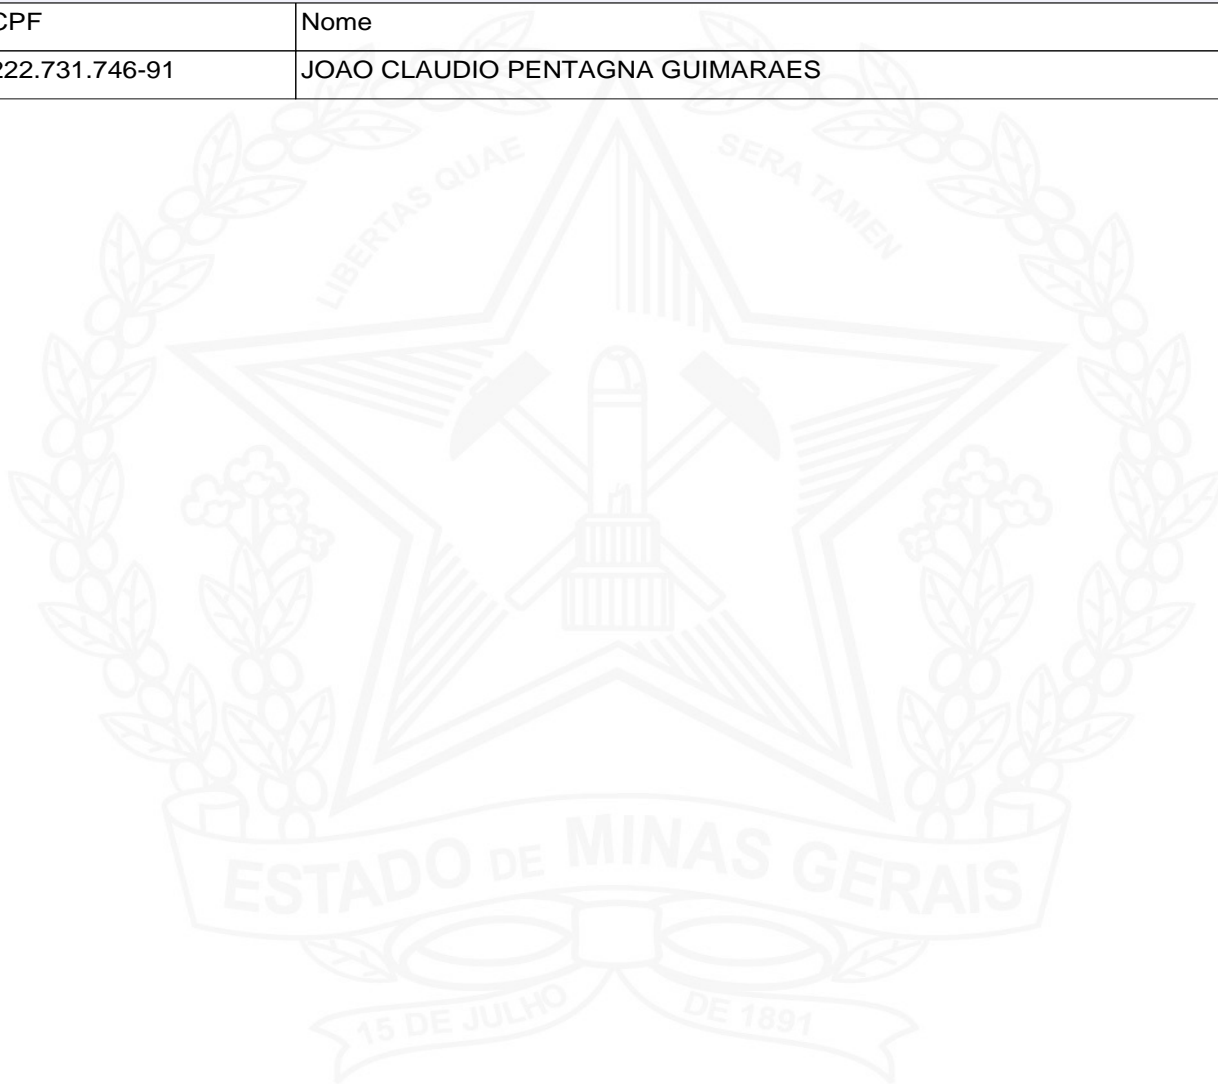 CPF Nome
222.731.746-91 JOAO CLAUDIO PENTAGNA GUIMARAES
LIBERTAS QUAE SERA TAMEN
ESTADO DE MINAS GERAIS
15 DE JULHO DE 1891